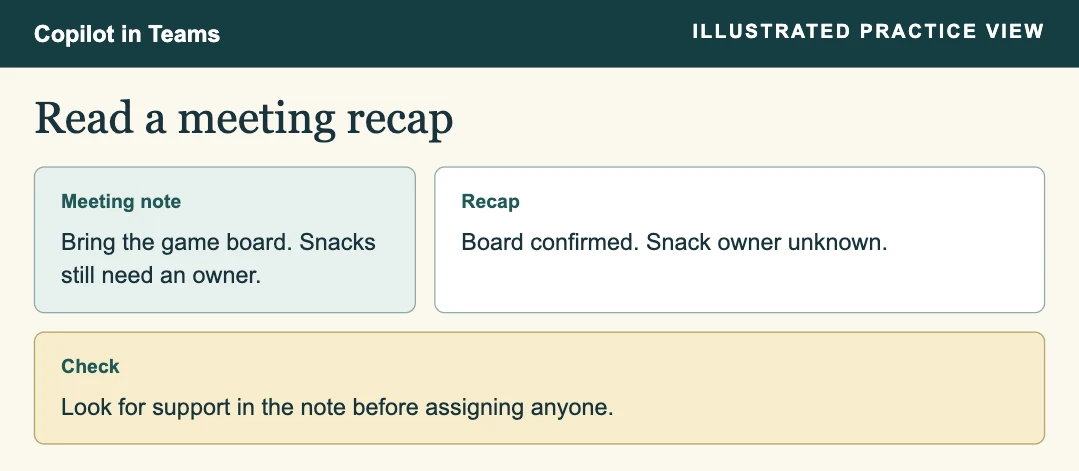 Copilot in Teams
ILLUSTRATED PRACTICE VIEW
Read a meeting recap
Meeting note
Bring the game board. Snacks
still need an owner.
Recap
Board confirmed. Snack owner unknown.
Check
Look for support in the note before assigning anyone.